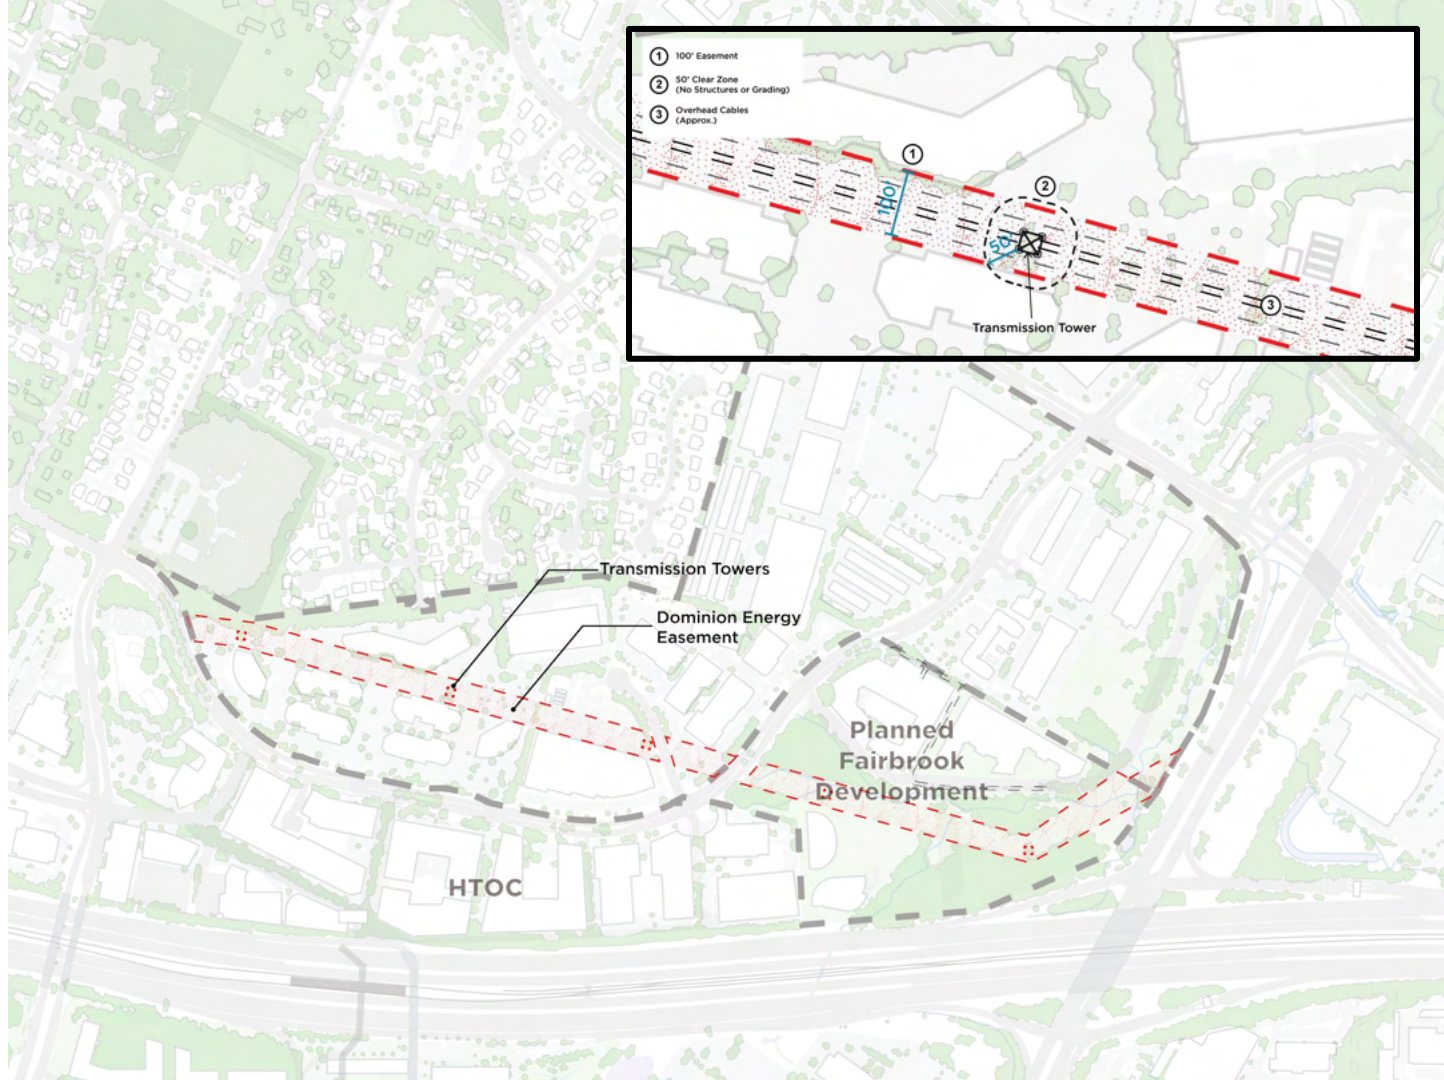 1 100' Easement
2 50' Clear Zone
(No Structures or Grading)
3 Overhead Cables
(Approx.)
1
2
100'
50'
3
Transmission Tower
Transmission Towers
Dominion Energy
Easement
Planned
Fairbrook
Development
HTOC